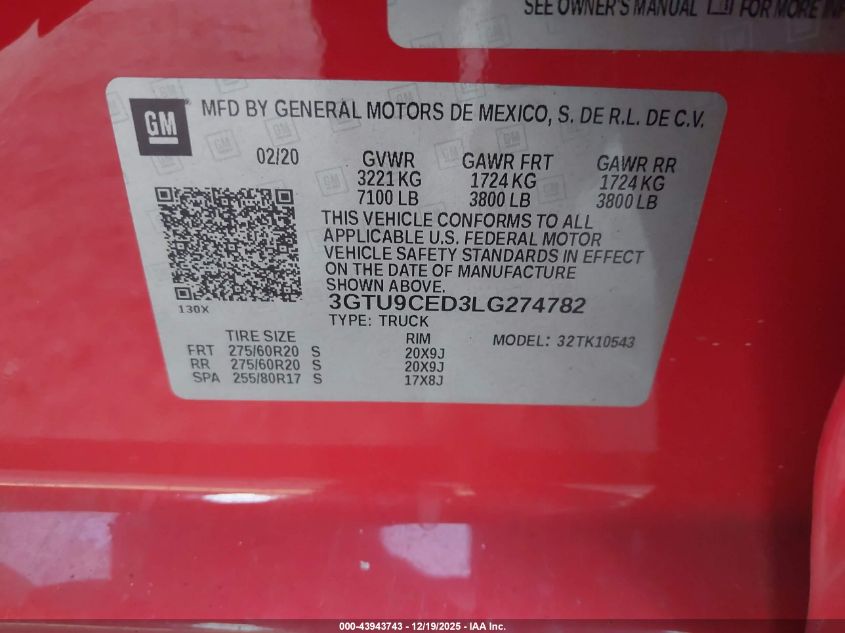 SEE OWNER'S MANUAL FOR MORE
GM MFD BY GENERAL MOTORS DE MEXICO, S. DE R.L. DE C.V.
02/20 GVWR GAWR FRT GAWR RR
3221 KG 1724 KG 1724 KG
7100 LB 3800 LB 3800 LB
THIS VEHICLE CONFORMS TO ALL
APPLICABLE U.S. FEDERAL MOTOR
VEHICLE SAFETY STANDARDS IN EFFECT
ON THE DATE OF MANUFACTURE
SHOWN ABOVE.
130X
3GTU9CED3LG274782
TYPE: TRUCK
TIRE SIZE RIM MODEL: 32TK10543
FRT 275/60R20 S 20X9J
RR 275/60R20 S 20X9J
SPA 255/80R17 S 17X8J
000-43943743 - 12/19/2025 - IAA Inc.